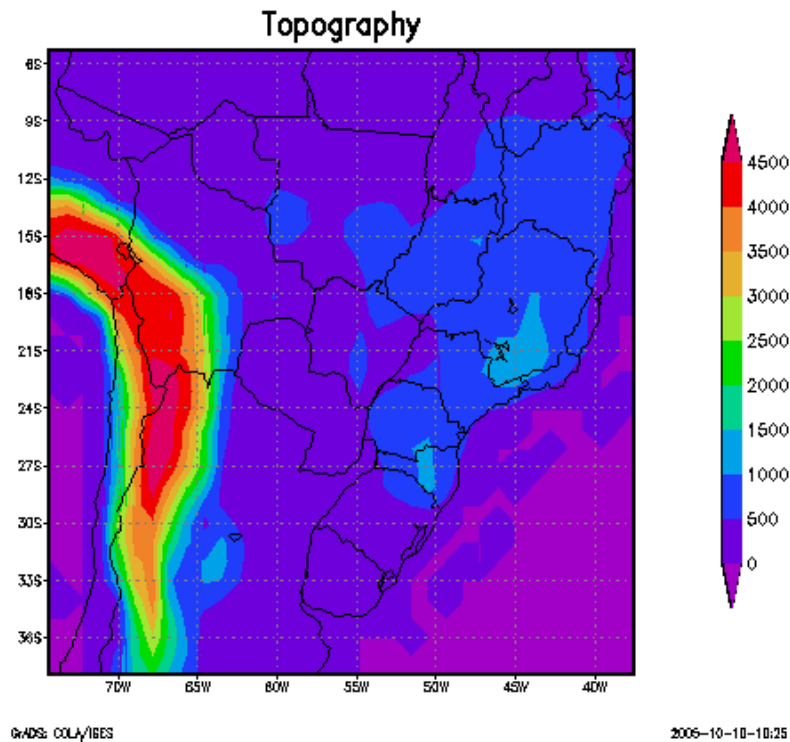 Topography
6S
9S
12S
15S
18S
21S
24S
27S
30S
33S
36S
70W
65W
60W
55W
50W
45W
40W
4500
4000
3500
3000
2500
2000
1500
1000
500
0
GrADS: COLA/IGES
2005-10-10-10:25